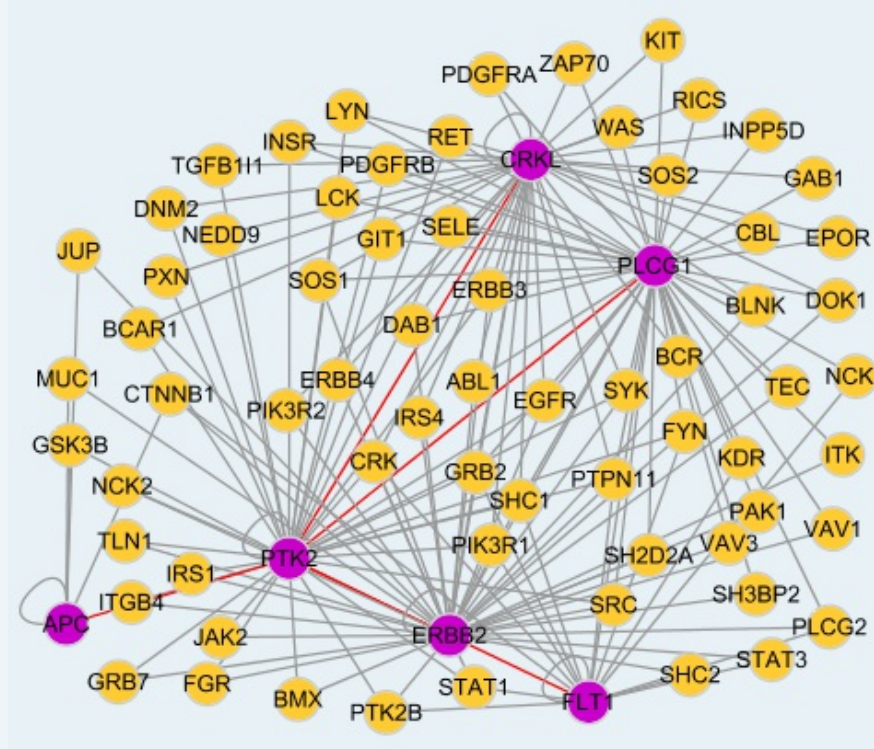 KIT
ZAP70
PDGFRA
RICS
LYN
WAS
INPP5D
RET
INSR
CRKL
TGFB1I1
PDGFRB
SOS2
GAB1
LCK
DNM2
SELE
NEDD9
GIT1
CBL
EPOR
JUP
PLCG1
PXN
SOS1
ERBB3
BLNK
DOK1
BCAR1
DAB1
BCR
MUC1
CTNNB1
ERBB4
ABL1
SYK
TEC
NCK
PIK3R2
EGFR
IRS4
GSK3B
FYN
CRK
KDR
ITK
NCK2
GRB2
PTPN11
SHC1
PAK1
TLN1
PTK2
PIK3R1
SH2D2A
VAV3
VAV1
IRS1
ITGB4
SRC
SH3BP2
APC
JAK2
ERBB2
PLCG2
GRB7
FGR
STAT1
SHC2
STAT3
BMX
PTK2B
FLT1